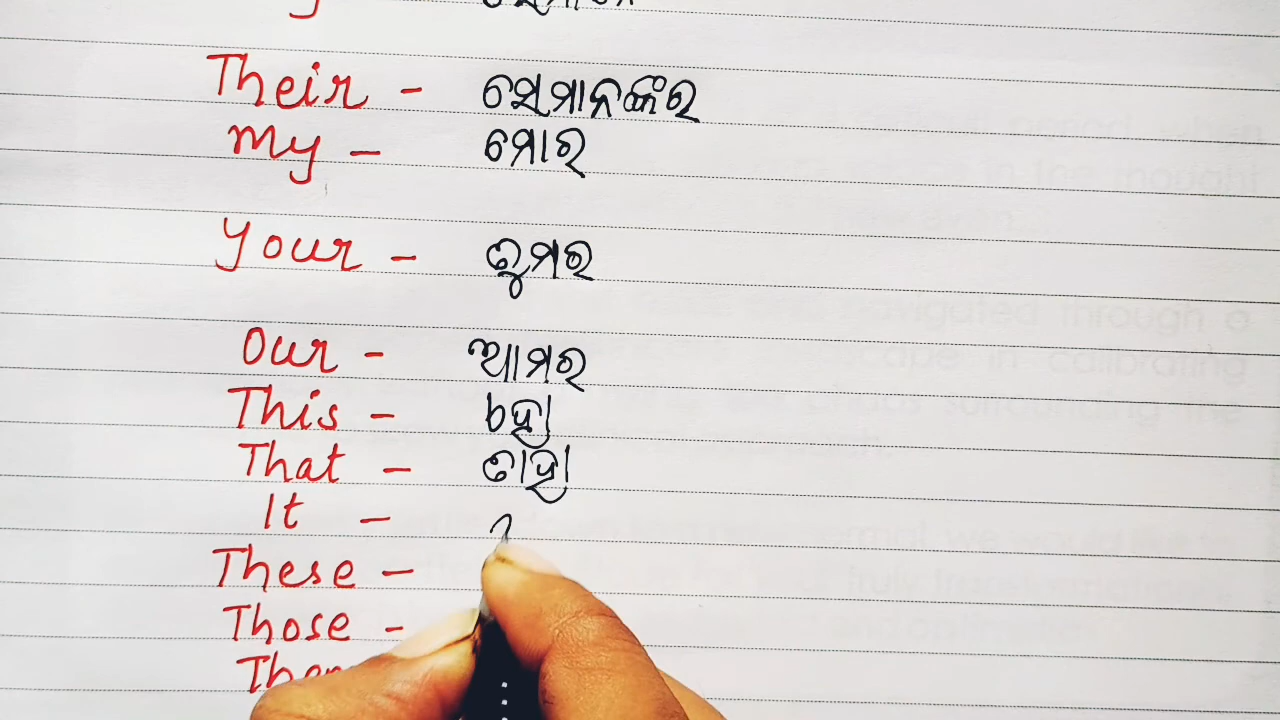 Their - ସେମାନଙ୍କର
My - ମୋର
Your - ତୁମର
Our - ଆମର
This - ଏହା
That - ତାହା
It -
These -
Those -